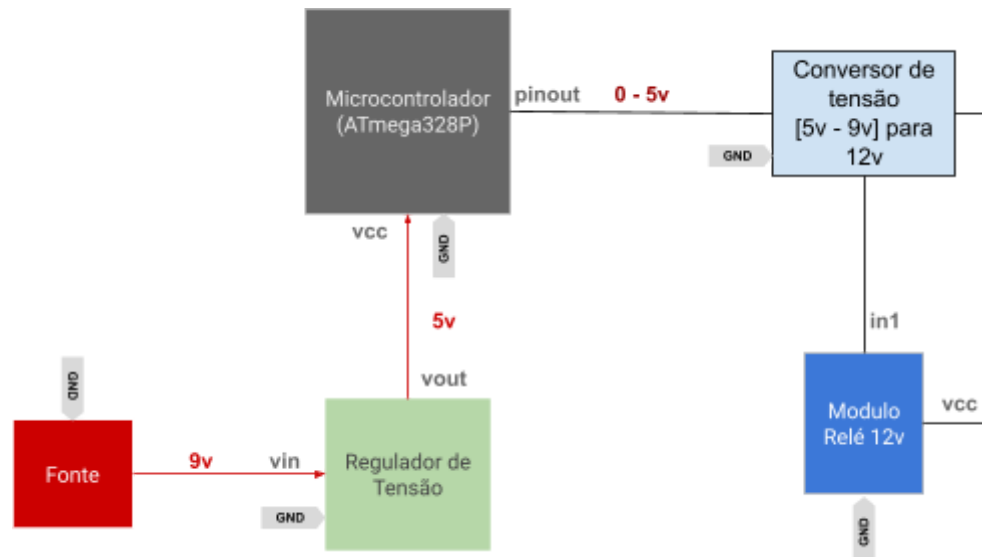 Microcontrolador
(ATmega328P)
pinout
0 - 5v
Conversor de
tensão
[5v - 9v] para
12v
GND
vcc
GND
5v
in1
GND
vout
Modulo
Relé 12v
vcc
Fonte
9v
vin
Regulador de
Tensão
GND
GND